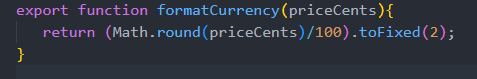 export function formatCurrency(priceCents){
return (Math.round(priceCents)/100).toFixed(2);
}